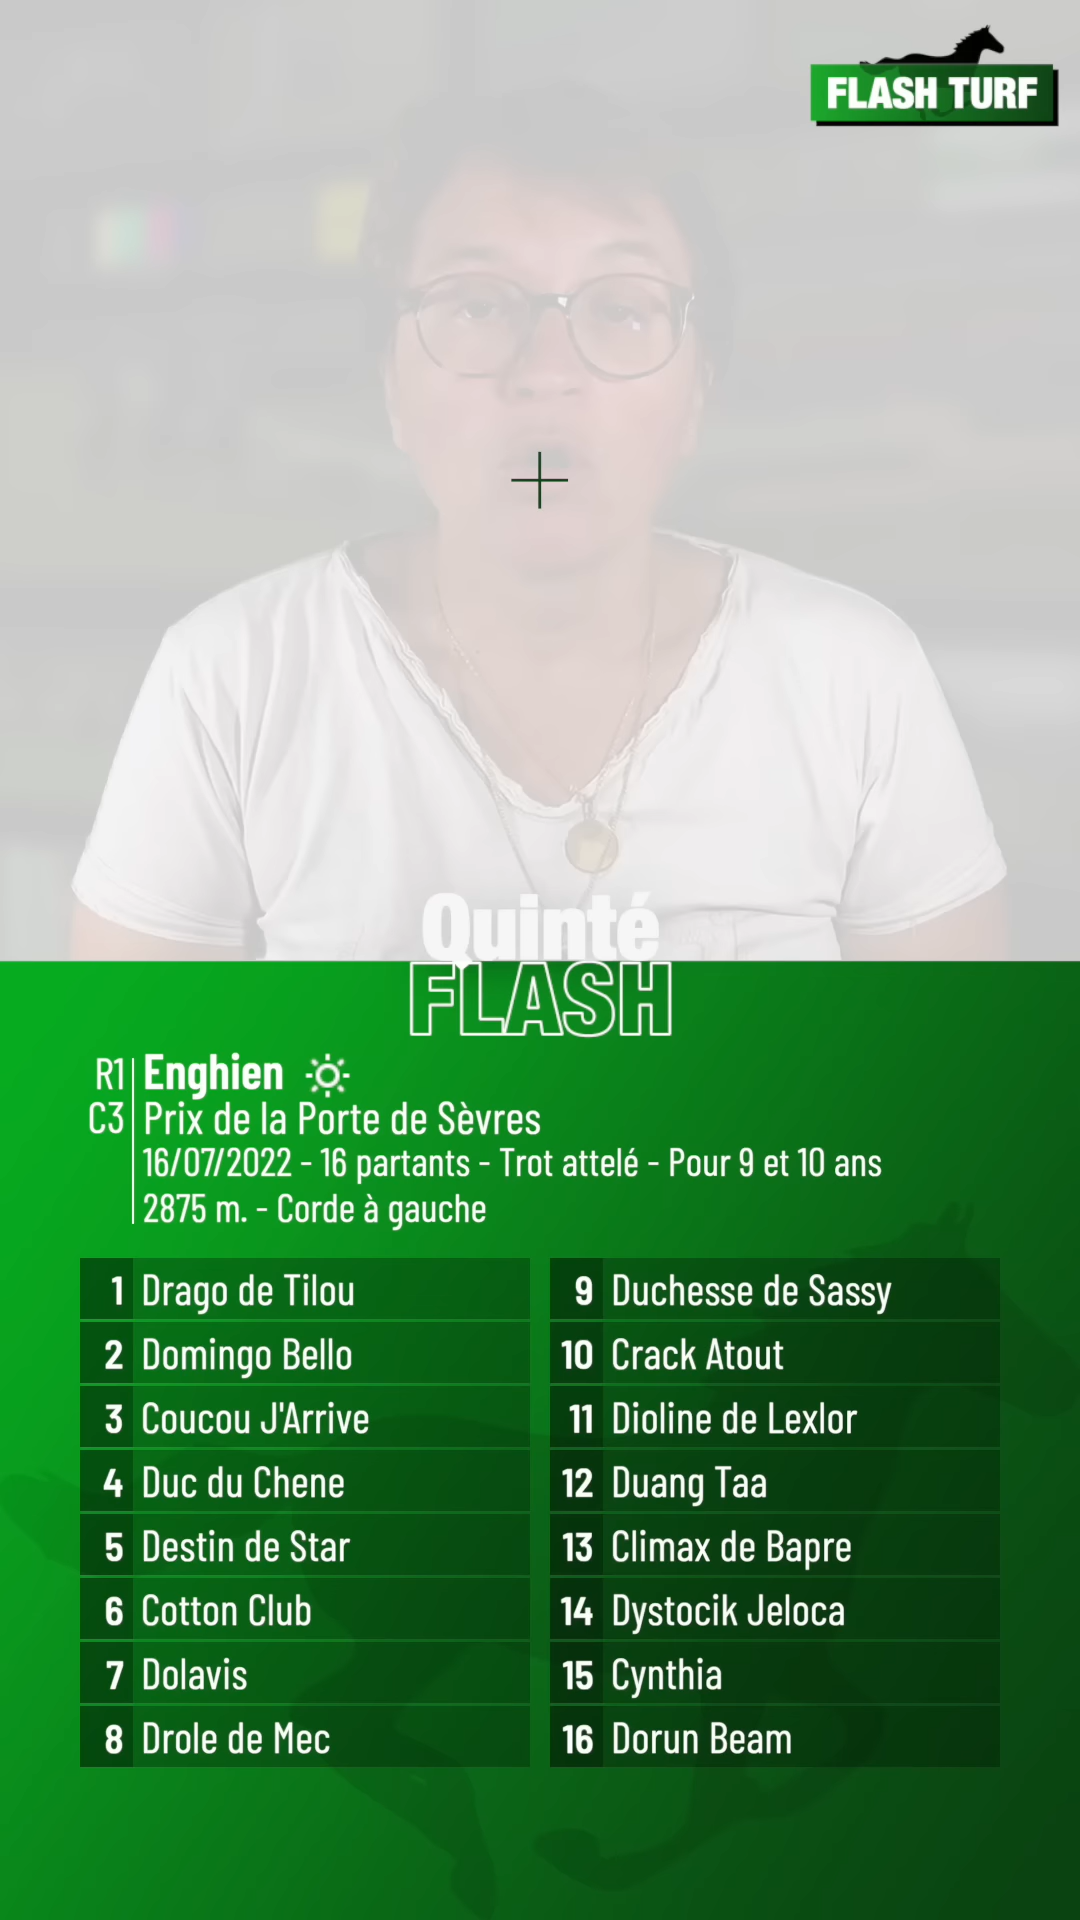 FLASH TURF
Quinté
FLASH
R1 Enghien
C3 Prix de la Porte de Sèvres
16/07/2022 - 16 partants - Trot attelé - Pour 9 et 10 ans
2875 m. - Corde à gauche
1 Drago de Tilou
2 Domingo Bello
3 Coucou J'Arrive
4 Duc du Chene
5 Destin de Star
6 Cotton Club
7 Dolavis
8 Drole de Mec
9 Duchesse de Sassy
10 Crack Atout
11 Dioline de Lexlor
12 Duang Taa
13 Climax de Bapre
14 Dystocik Jeloca
15 Cynthia
16 Dorun Beam